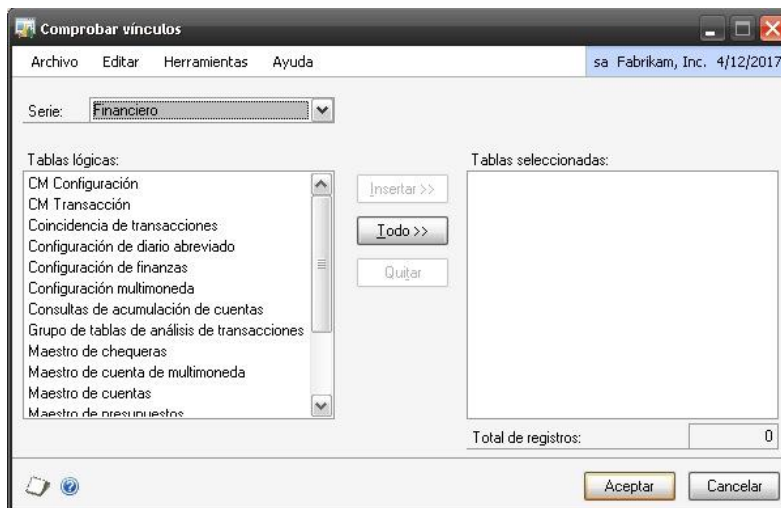 Comprobar vínculos
Archivo Editar Herramientas Ayuda sa Fabrikam, Inc. 4/12/2017
Serie: Financiero
Tablas lógicas:
CM Configuración
CM Transacción
Coincidencia de transacciones
Configuración de diario abreviado
Configuración de finanzas
Configuración multimoneda
Consultas de acumulación de cuentas
Grupo de tablas de análisis de transacciones
Maestro de chequeras
Maestro de cuenta de multimoneda
Maestro de cuentas
Maestro de presupuestos
Insertar >>
Todo >>
Quitar
Tablas seleccionadas:
Total de registros: 0
Aceptar Cancelar